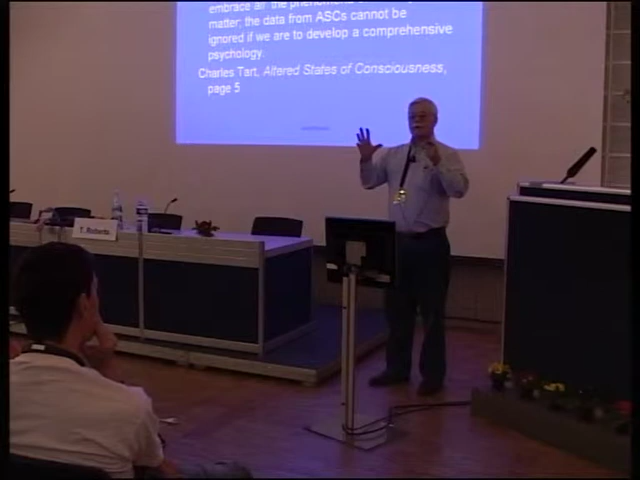 embrace all the phenomena
matter; the data from ASCs cannot be
ignored if we are to develop a comprehensive
psychology.
Charles Tart, Altered States of Consciousness,
page 5
T. Roberts